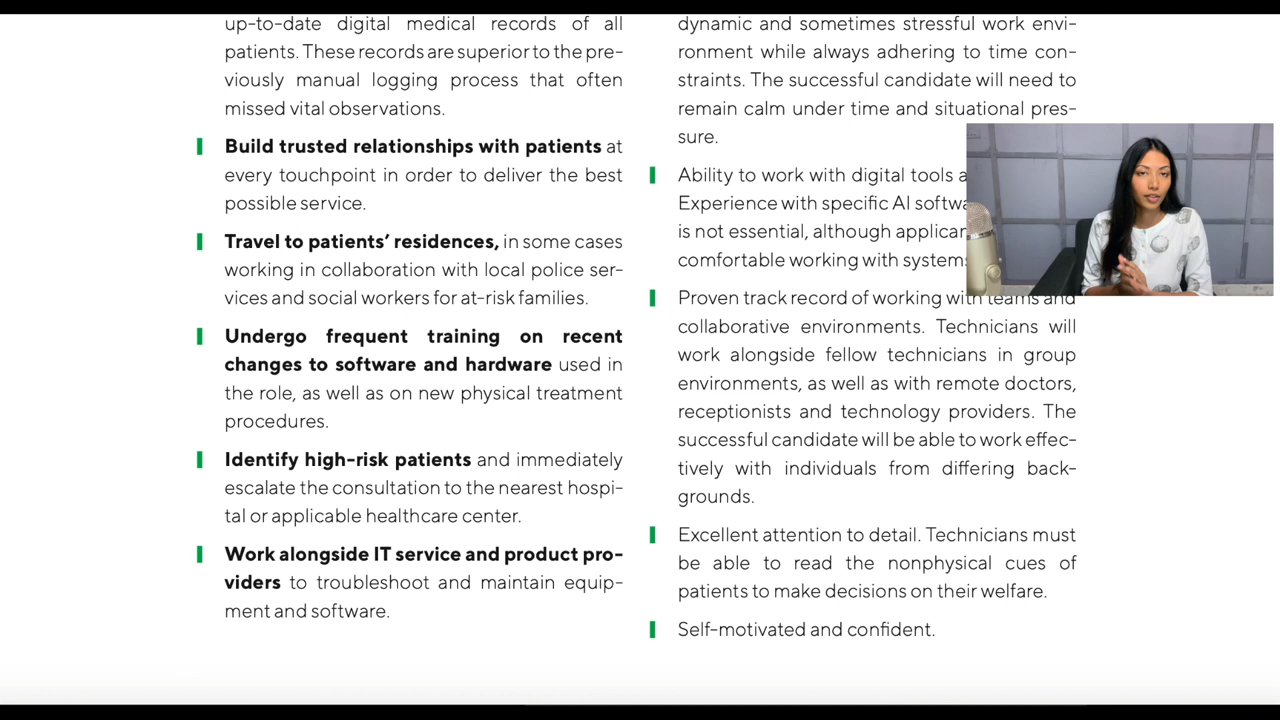 up-to-date digital medical records of all
patients. These records are superior to the pre-
viously manual logging process that often
missed vital observations.
Build trusted relationships with patients at
every touchpoint in order to deliver the best
possible service.
Travel to patients’ residences, in some cases
working in collaboration with local police ser-
vices and social workers for at-risk families.
Undergo frequent training on recent
changes to software and hardware used in
the role, as well as on new physical treatment
procedures.
Identify high-risk patients and immediately
escalate the consultation to the nearest hospi-
tal or applicable healthcare center.
Work alongside IT service and product pro-
viders to troubleshoot and maintain equip-
ment and software.
dynamic and sometimes stressful work envi-
ronment while always adhering to time con-
straints. The successful candidate will need to
remain calm under time and situational pres-
sure.
Ability to work with digital tools
Experience with specific AI
is not essential, although
comfortable working with systems
Proven track record of working with teams and
collaborative environments. Technicians will
work alongside fellow technicians in group
environments, as well as with remote doctors,
receptionists and technology providers. The
successful candidate will be able to work effec-
tively with individuals from differing back-
grounds.
Excellent attention to detail. Technicians must
be able to read the nonphysical cues of
patients to make decisions on their welfare.
Self-motivated and confident.